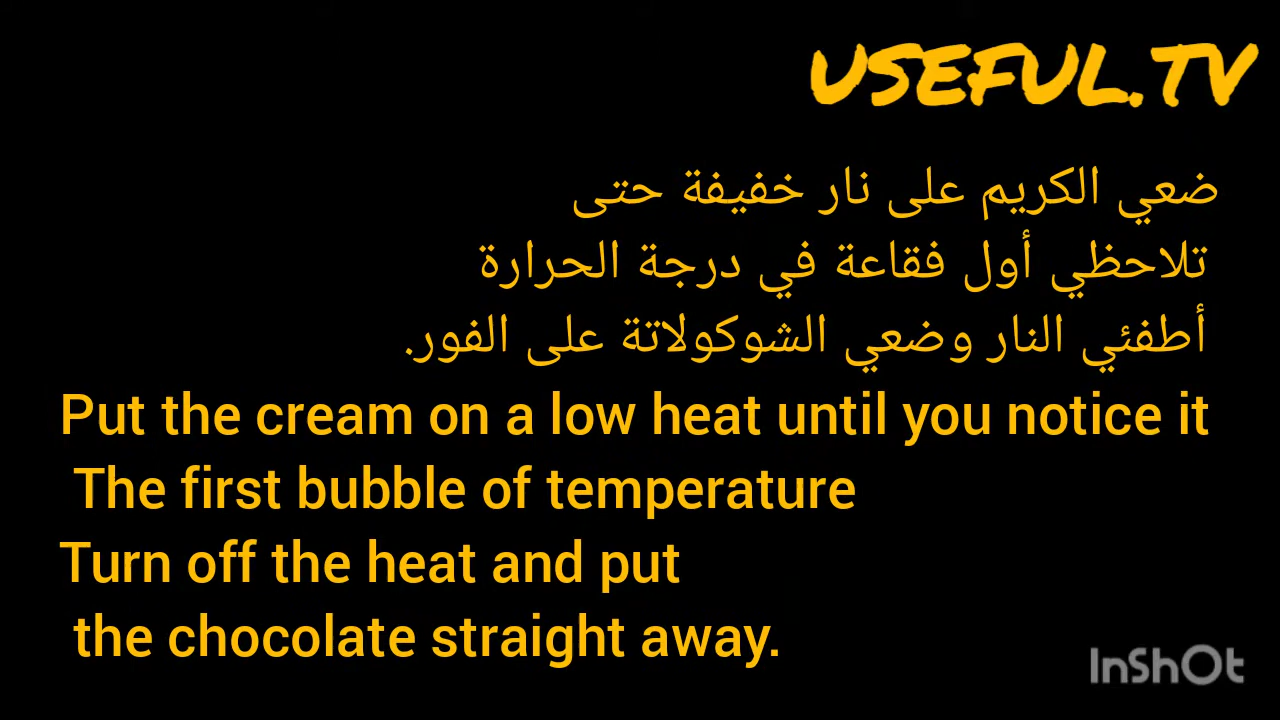 USEFUL.TV
ضعي الكريم على نار خفيفة حتى
تلاحظي أول فقاعة في درجة الحرارة
أطفئي النار وضعي الشوكولاتة على الفور.
Put the cream on a low heat until you notice it
The first bubble of temperature
Turn off the heat and put
the chocolate straight away.
InShOt